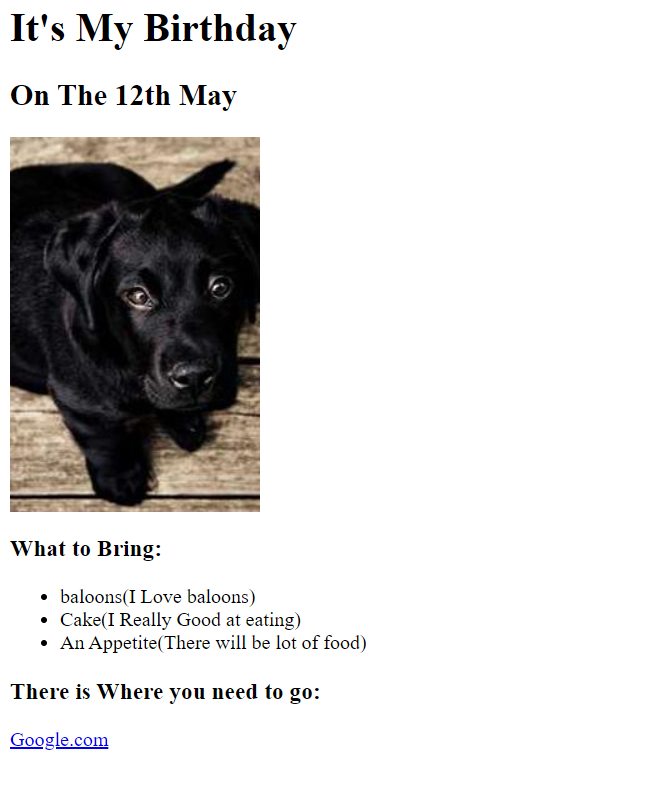 It's My Birthday
On The 12th May
What to Bring:
baloons(I Love baloons)
Cake(I Really Good at eating)
An Appetite(There will be lot of food)
There is Where you need to go:
Google.com